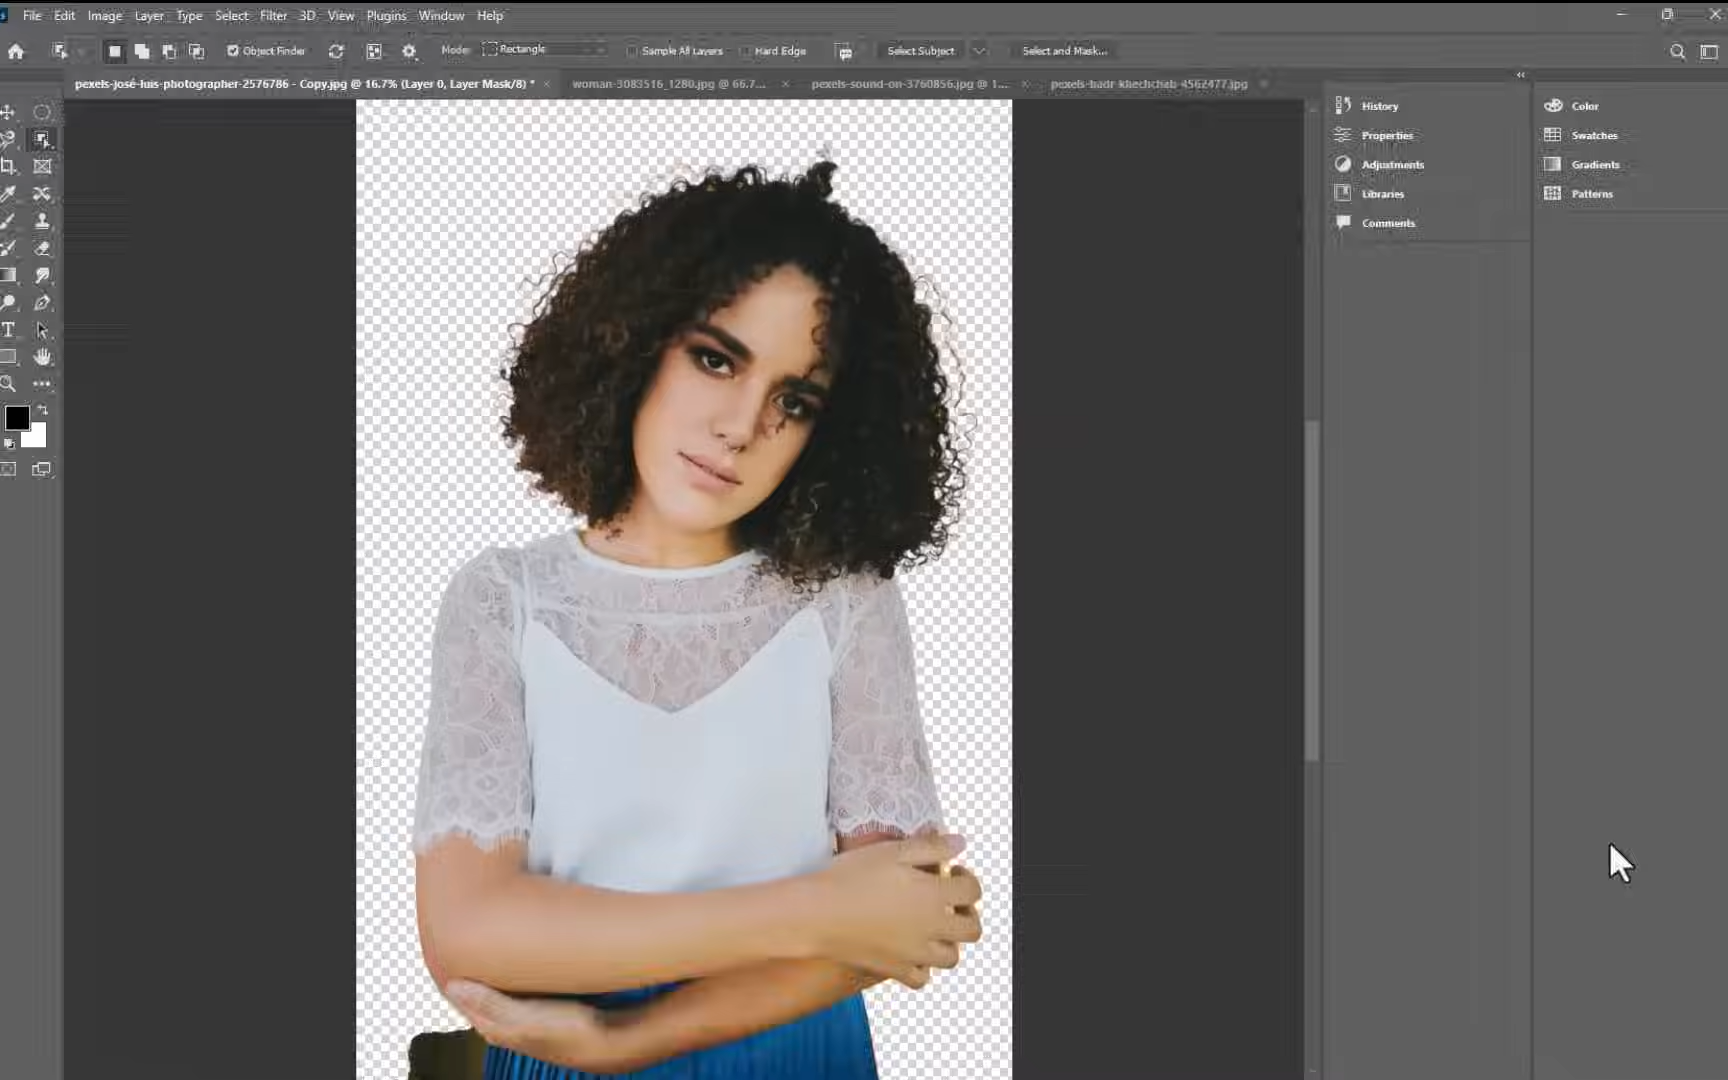 File Edit Image Layer Type Select Filter 3D View Plugins Window Help
Object Finder Mode: Rectangle Sample All Layers Hard Edge Select Subject Select and Mask...
pexels-josé-luis-photographer-2576786 - Copy.jpg @ 16.7% (Layer 0, Layer Mask/8) * woman-3083516_1280.jpg @ 66.7... pexels-sound-on-3760856.jpg @ 1... pexels-badr-khechcheb-4562477.jpg
History
Properties
Adjustments
Libraries
Comments
Color
Swatches
Gradients
Patterns